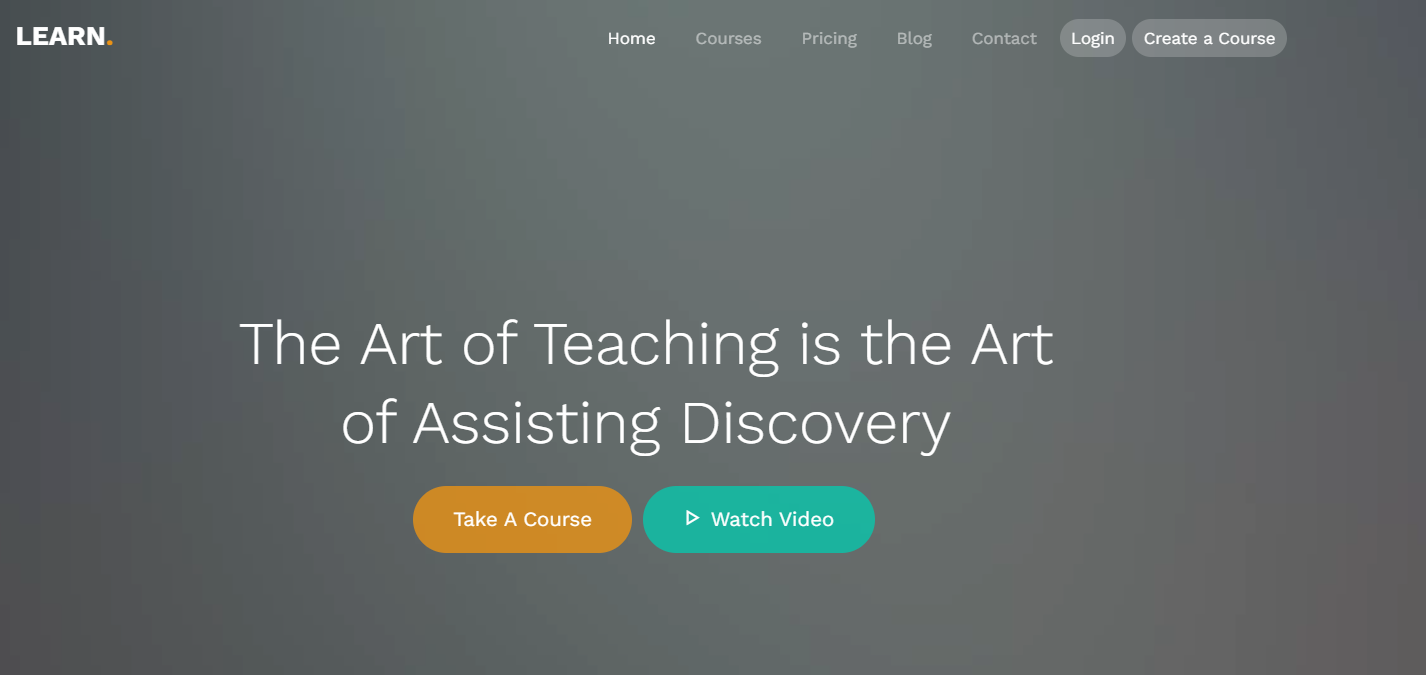 LEARN.
Home Courses Pricing Blog Contact Login Create a Course
The Art of Teaching is the Art
of Assisting Discovery
Take A Course Watch Video